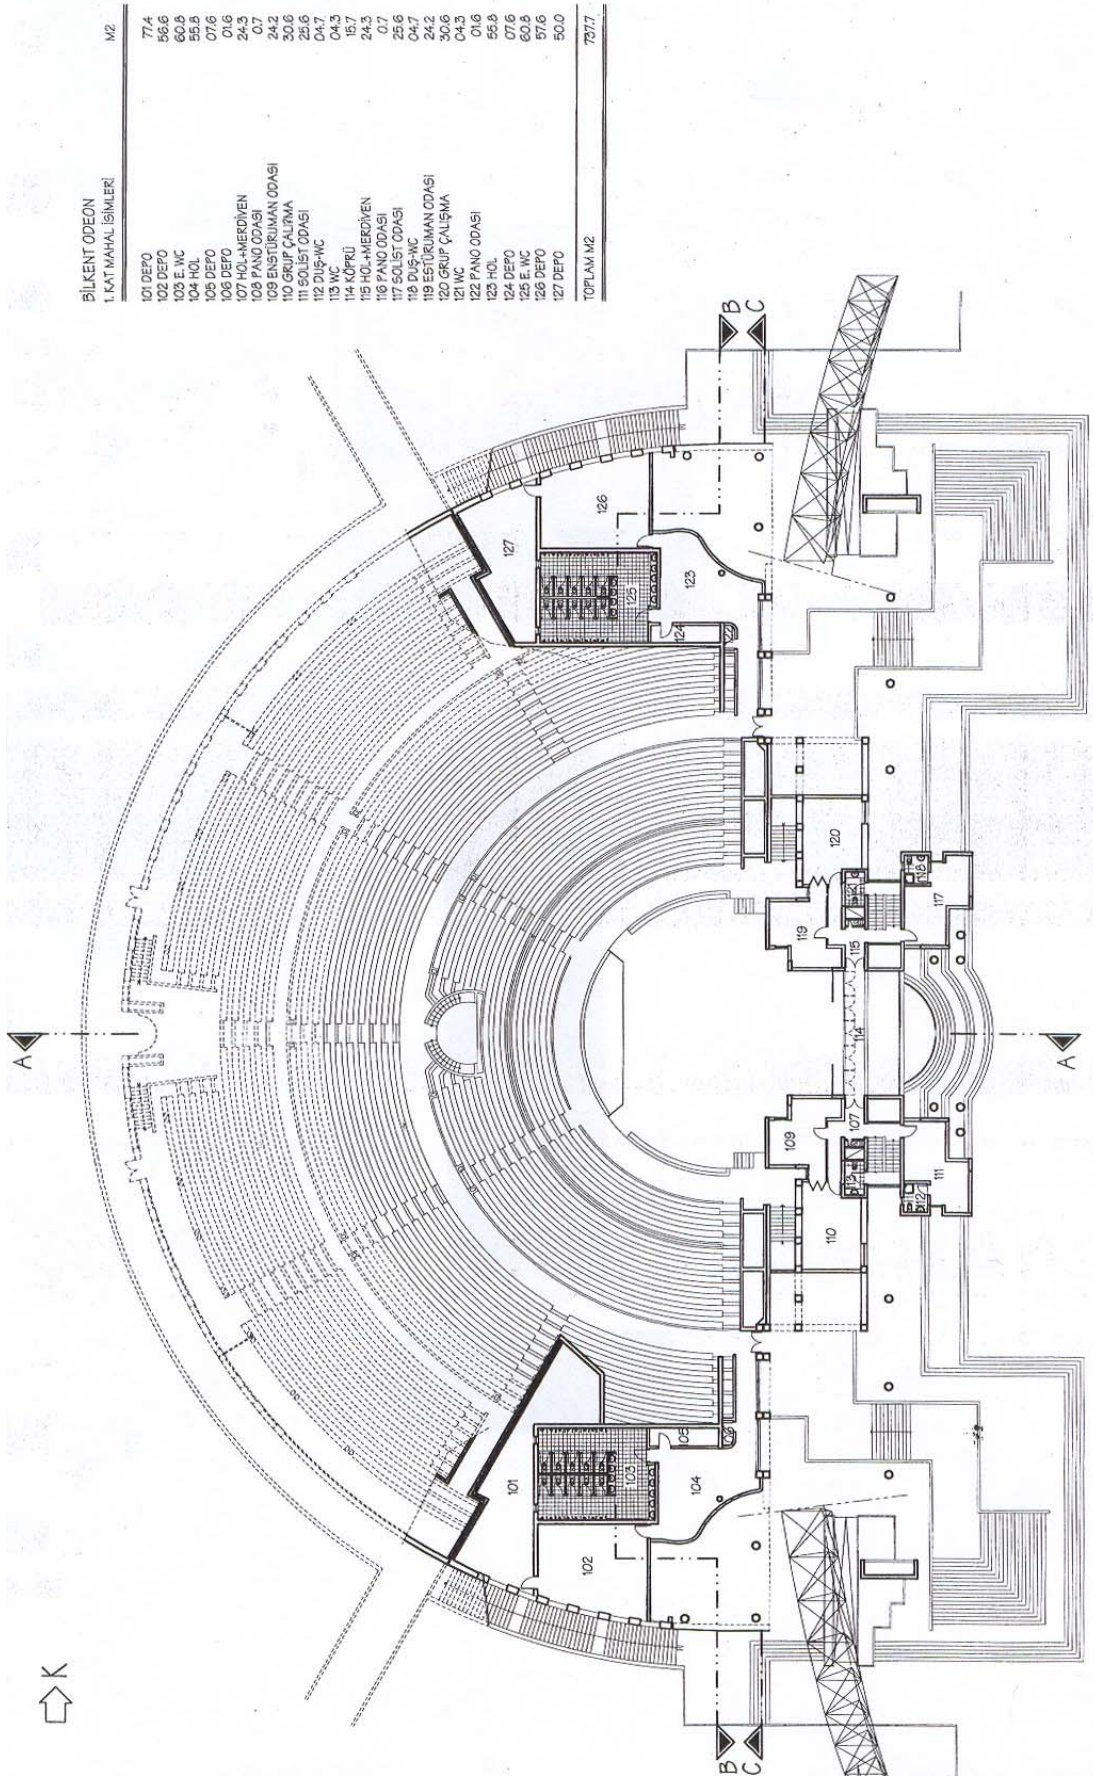 BİLKENT ODEON
1. KAT MAHAL İSİMLERİ M2
101 DEPO 77.4
102 DEPO 56.6
103 E. WC 60.8
104 HOL 55.8
105 DEPO 07.6
106 DEPO 01.6
107 HOL+MERDİVEN 24.3
108 PANO ODASI 0.7
109 ENSTÜRUMAN ODASI 24.2
110 GRUP ÇALIŞMA 30.6
111 SOLİST ODASI 25.6
112 DUŞ-WC 04.7
113 WC 04.3
114 KÖPRÜ 15.7
115 HOL+MERDİVEN 24.3
116 PANO ODASI 0.7
117 SOLİST ODASI 25.6
118 DUŞ-WC 04.7
119 ESTÜRUMAN ODASI 24.2
120 GRUP ÇALIŞMA 30.6
121 WC 04.3
122 PANO ODASI 01.6
123 HOL 55.8
124 DEPO 07.6
125 E. WC 60.8
126 DEPO 57.6
127 DEPO 50.0
TOPLAM M2 737.7
K
A
A
B
C
B
C
101
102
103
104
105
106
107
109
110
111
112
113
114
115
117
118
119
120
121
123
124
125
126
127